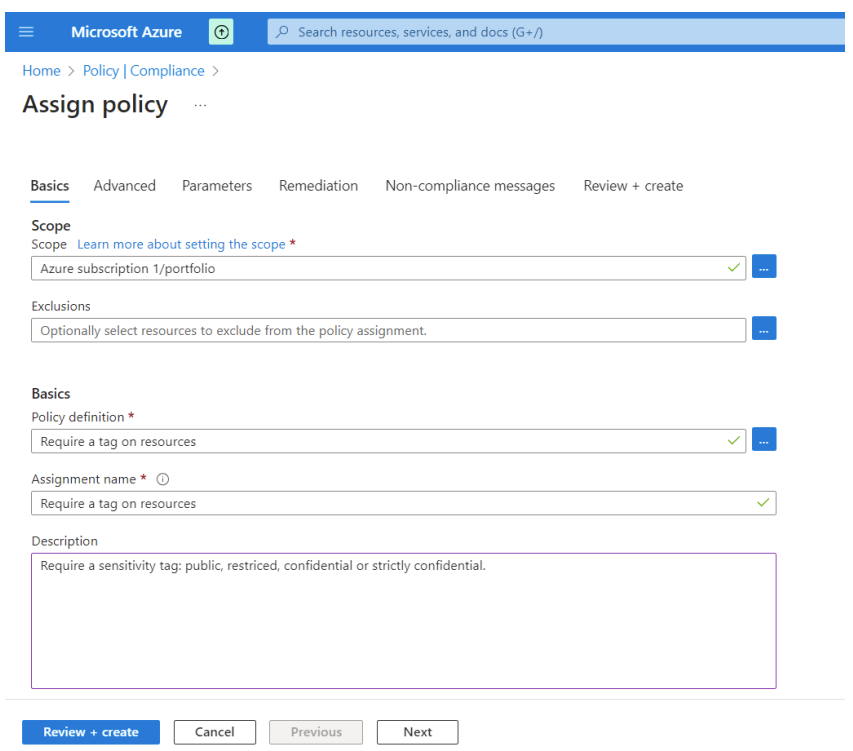 Microsoft Azure
Search resources, services, and docs (G+/)
Home > Policy | Compliance >
Assign policy ...
Basics Advanced Parameters Remediation Non-compliance messages Review + create
Scope
Scope Learn more about setting the scope *
Azure subscription 1/portfolio ...
Exclusions
Optionally select resources to exclude from the policy assignment. ...
Basics
Policy definition *
Require a tag on resources ...
Assignment name *
Require a tag on resources
Description
Require a sensitivity tag: public, restriced, confidential or strictly confidential.
Review + create Cancel Previous Next